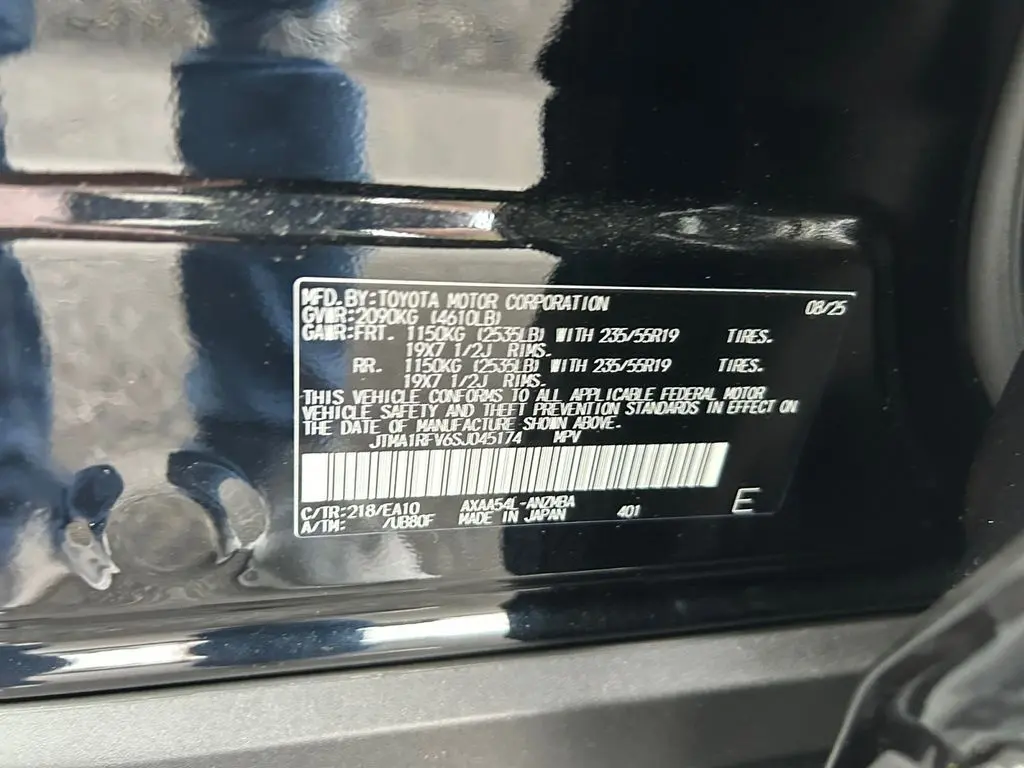 MFD.BY:TOYOTA MOTOR CORPORATION 08/25
GVWR:2090KG (4610LB)
GAWR:FRT. 1150KG (2535LB) WITH 235/55R19 TIRES.
19X7 1/2J RIMS.
RR. 1150KG (2535LB) WITH 235/55R19 TIRES.
19X7 1/2J RIMS.
THIS VEHICLE CONFORMS TO ALL APPLICABLE FEDERAL MOTOR
VEHICLE SAFETY AND THEFT PREVENTION STANDARDS IN EFFECT ON
THE DATE OF MANUFACTURE SHOWN ABOVE.
JTMA1RFV6SJ045174 MPV
C/TR:218/EA10 AXAA54L-ANZMBA
A/TM: /UB80F MADE IN JAPAN 401 E